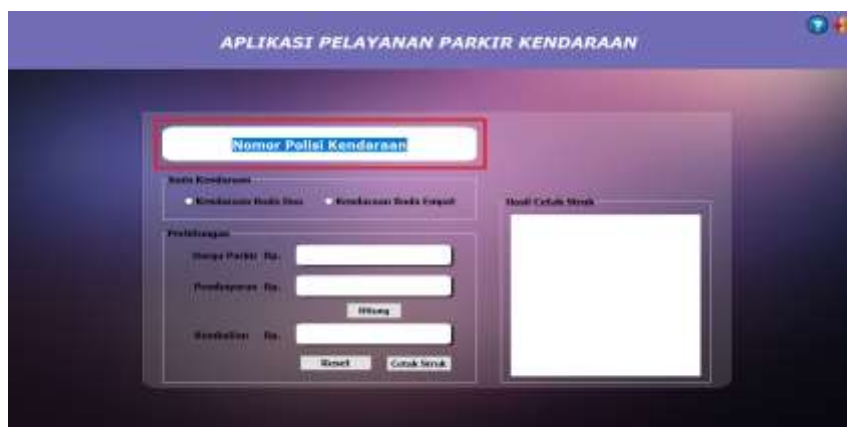 APLIKASI PELAYANAN PARKIR KENDARAAN
Nomor Polisi Kendaraan
Roda Kendaraan
Kendaraan Roda Dua Kendaraan Roda Empat
Hasil Cetak Struk
Perhitungan
Harga Parkir Rp.
Pembayaran Rp.
Hitung
Kembalian Rp.
Reset Cetak Struk